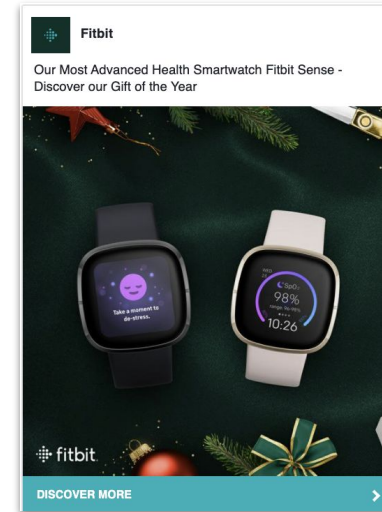 Fitbit
Our Most Advanced Health Smartwatch Fitbit Sense -
Discover our Gift of the Year
Take a moment to
de-stress.
SpO₂
98%
10:26
fitbit
DISCOVER MORE